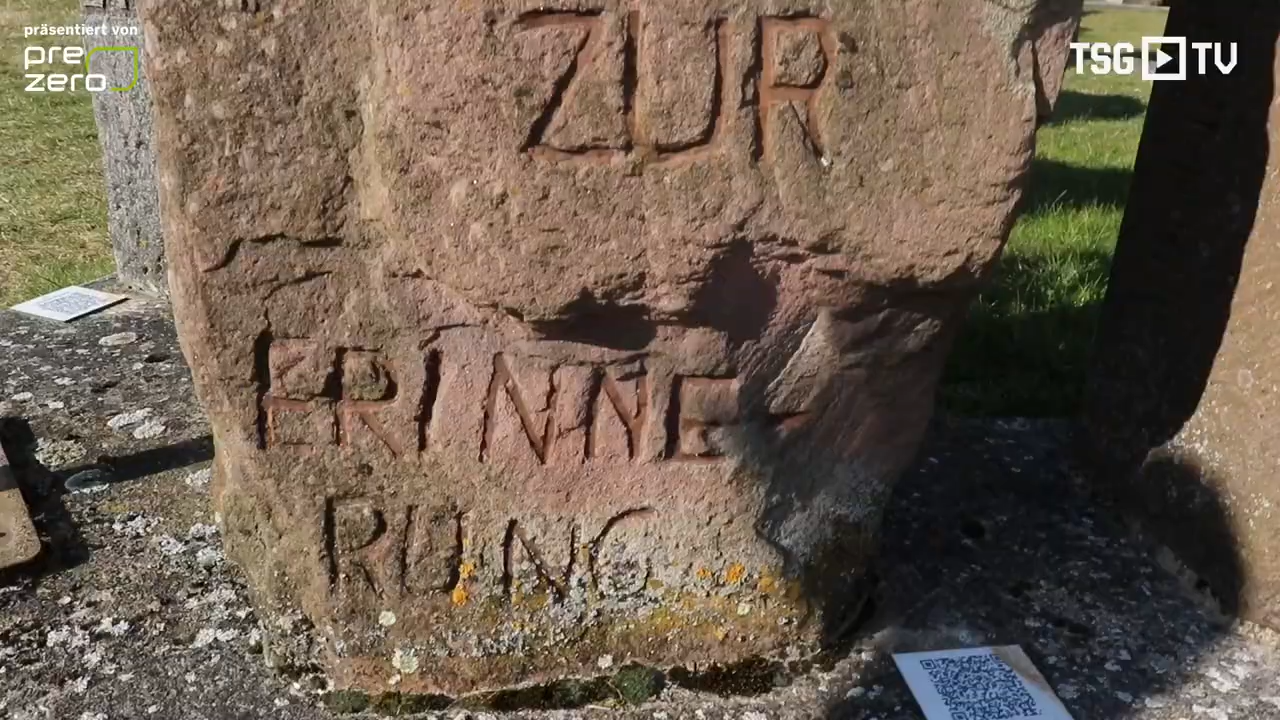 präsentiert von
pre
zero
TSG TV
ZUR
ERINNE-
RUNG